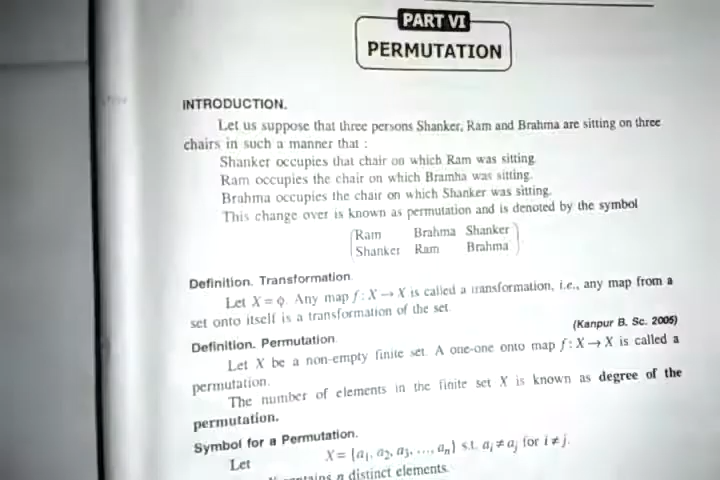 PART VI
PERMUTATION
INTRODUCTION.
Let us suppose that three persons Shanker, Ram and Brahma are sitting on three
chairs in such a manner that :
Shanker occupies that chair on which Ram was sitting
Ram occupies the chair on which Bramha was sitting.
Brahma occupies the chair on which Shanker was sitting.
This change over is known as permutation and is denoted by the symbol
(Ram Brahma Shanker)
(Shanker Ram Brahma)
Definition. Transformation.
Let X = φ. Any map f : X → X is called a transformation, i.e., any map from a
set onto itself is a transformation of the set.
(Kanpur B. Sc. 2005)
Definition. Permutation.
Let X be a non-empty finite set. A one-one onto map f : X → X is called a
permutation.
The number of elements in the finite set X is known as degree of the
permutation.
Symbol for a Permutation.
Let X = {a₁, a₂, a₃, ...., aₙ} s.t. aᵢ ≠ aⱼ for i ≠ j.
n distinct elements.